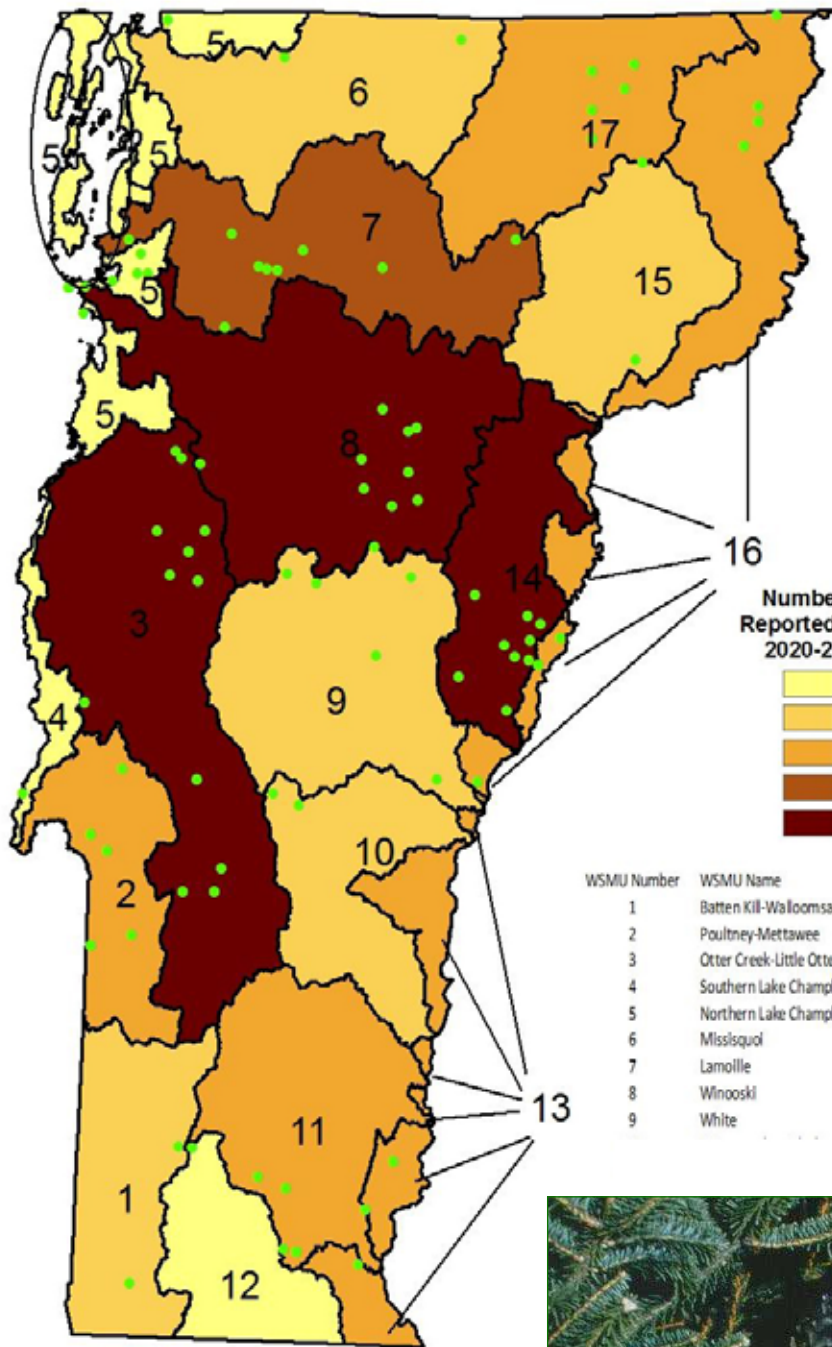 5
6
5
5
17
7
5
15
5
8
16
14
3
9
4
10
2
13
11
1
12
Numbe
Reported
2020-2
WSMU Number WSMU Name
1 Batten Kill-Walloomsa
2 Poultney-Mettawee
3 Otter Creek-Little Otte
4 Southern Lake Champl
5 Northern Lake Champl
6 Missisquoi
7 Lamoille
8 Winooski
9 White